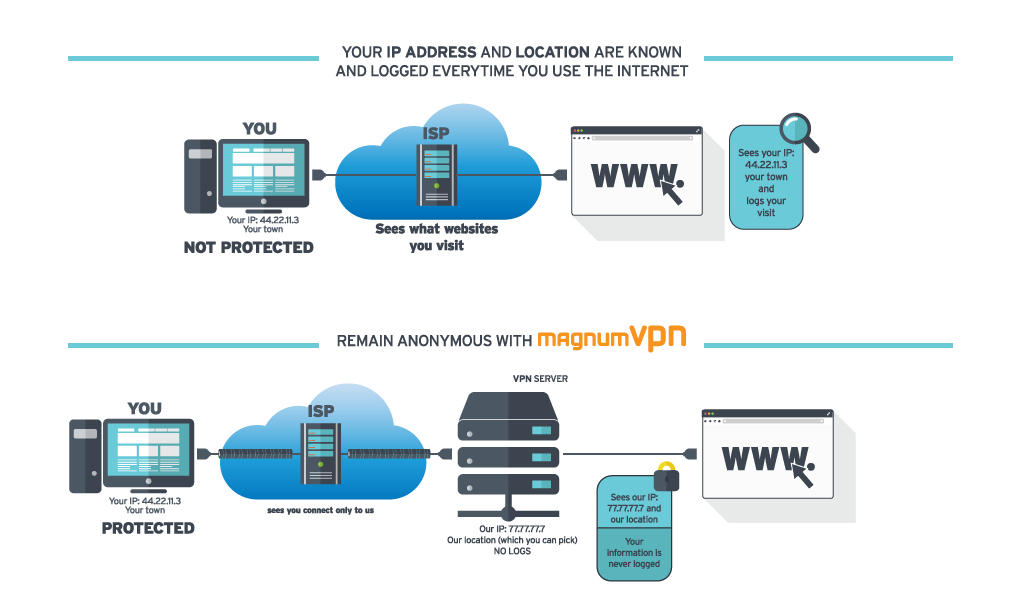 YOUR IP ADDRESS AND LOCATION ARE KNOWN
AND LOGGED EVERYTIME YOU USE THE INTERNET
YOU
Your IP: 44.22.11.3
Your town
NOT PROTECTED
ISP
Sees what websites
you visit
WWW.
Sees your IP:
44.22.11.3
your town
and
logs your
visit
REMAIN ANONYMOUS WITH magnumvpn
YOU
Your IP: 44.22.11.3
Your town
PROTECTED
ISP
sees you connect only to us
VPN SERVER
Our IP: 77.77.77.7
Our location (which you can pick)
NO LOGS
Sees our IP:
77.77.77.7 and
our location
Your
information is
never logged
WWW.